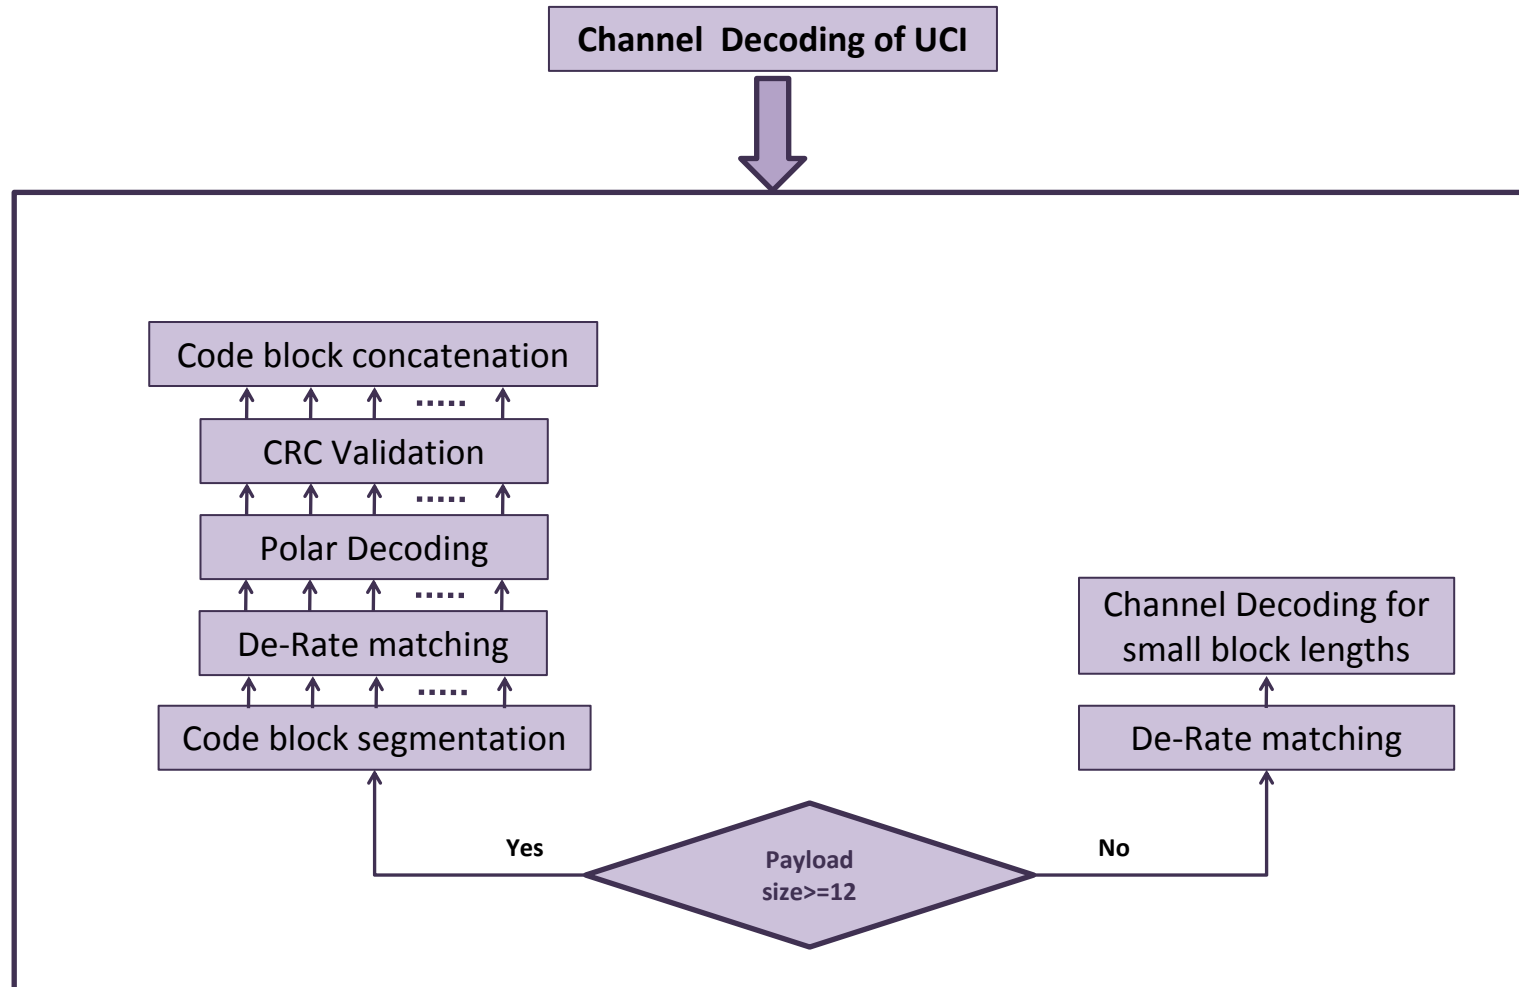 Channel  Decoding of UCI
Code block concatenation
.....
CRC Validation
.....
Polar Decoding
.....
De-Rate matching
.....
Code block segmentation
Channel Decoding for
small block lengths
De-Rate matching
Yes
Payload
size>=12
No